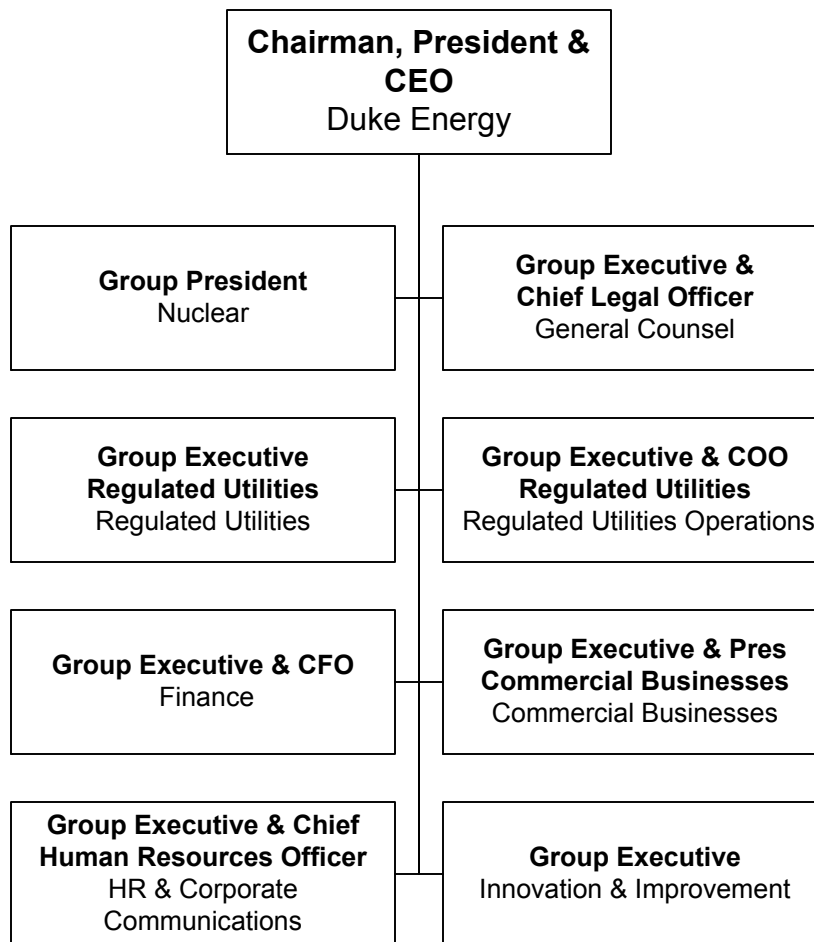 Chairman, President &
CEO
Duke Energy
Group President
Nuclear
Group Executive &
Chief Legal Officer
General Counsel
Group Executive
Regulated Utilities
Regulated Utilities
Group Executive & COO
Regulated Utilities
Regulated Utilities Operations
Group Executive & CFO
Finance
Group Executive & Pres
Commercial Businesses
Commercial Businesses
Group Executive & Chief
Human Resources Officer
HR & Corporate
Communications
Group Executive
Innovation & Improvement